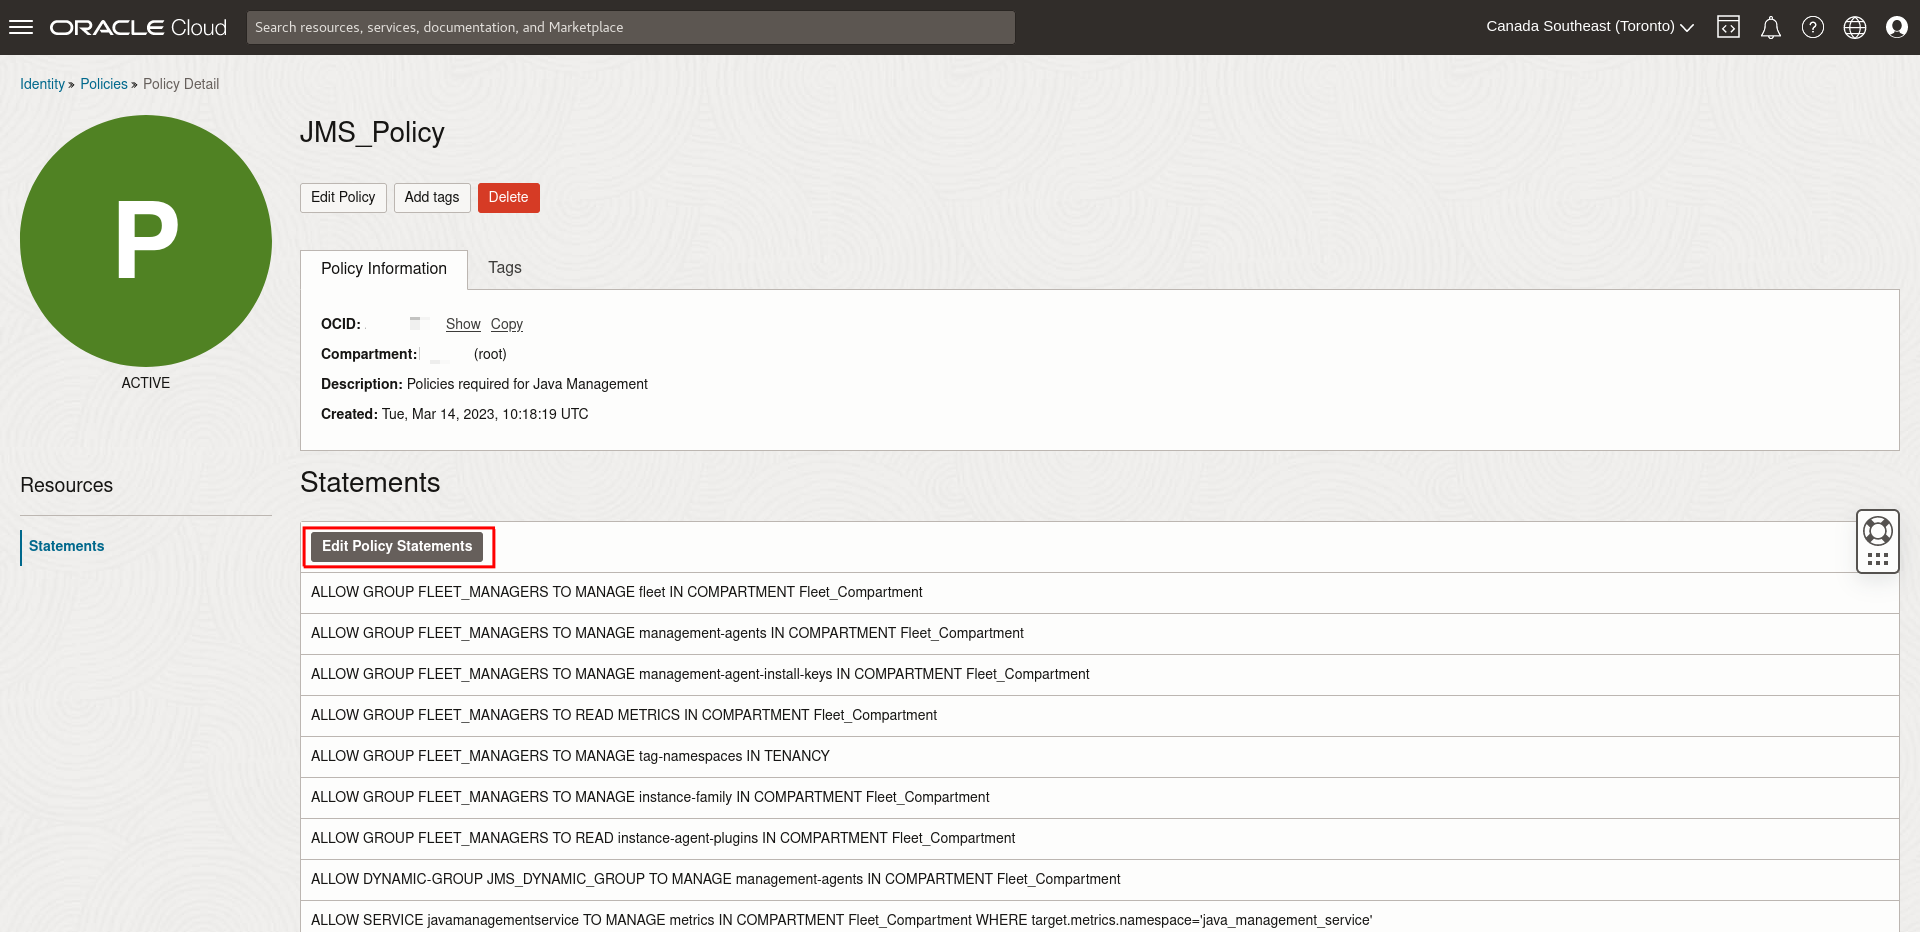 ORACLE Cloud
Search resources, services, documentation, and Marketplace
Canada Southeast (Toronto)
Identity » Policies » Policy Detail
P
ACTIVE
JMS_Policy
Edit Policy Add tags Delete
Policy Information Tags
OCID: Show Copy
Compartment: (root)
Description: Policies required for Java Management
Created: Tue, Mar 14, 2023, 10:18:19 UTC
Resources
Statements
Statements
Edit Policy Statements
ALLOW GROUP FLEET_MANAGERS TO MANAGE fleet IN COMPARTMENT Fleet_Compartment
ALLOW GROUP FLEET_MANAGERS TO MANAGE management-agents IN COMPARTMENT Fleet_Compartment
ALLOW GROUP FLEET_MANAGERS TO MANAGE management-agent-install-keys IN COMPARTMENT Fleet_Compartment
ALLOW GROUP FLEET_MANAGERS TO READ METRICS IN COMPARTMENT Fleet_Compartment
ALLOW GROUP FLEET_MANAGERS TO MANAGE tag-namespaces IN TENANCY
ALLOW GROUP FLEET_MANAGERS TO MANAGE instance-family IN COMPARTMENT Fleet_Compartment
ALLOW GROUP FLEET_MANAGERS TO READ instance-agent-plugins IN COMPARTMENT Fleet_Compartment
ALLOW DYNAMIC-GROUP JMS_DYNAMIC_GROUP TO MANAGE management-agents IN COMPARTMENT Fleet_Compartment
ALLOW SERVICE javamanagementservice TO MANAGE metrics IN COMPARTMENT Fleet_Compartment WHERE target.metrics.namespace='java_management_service'